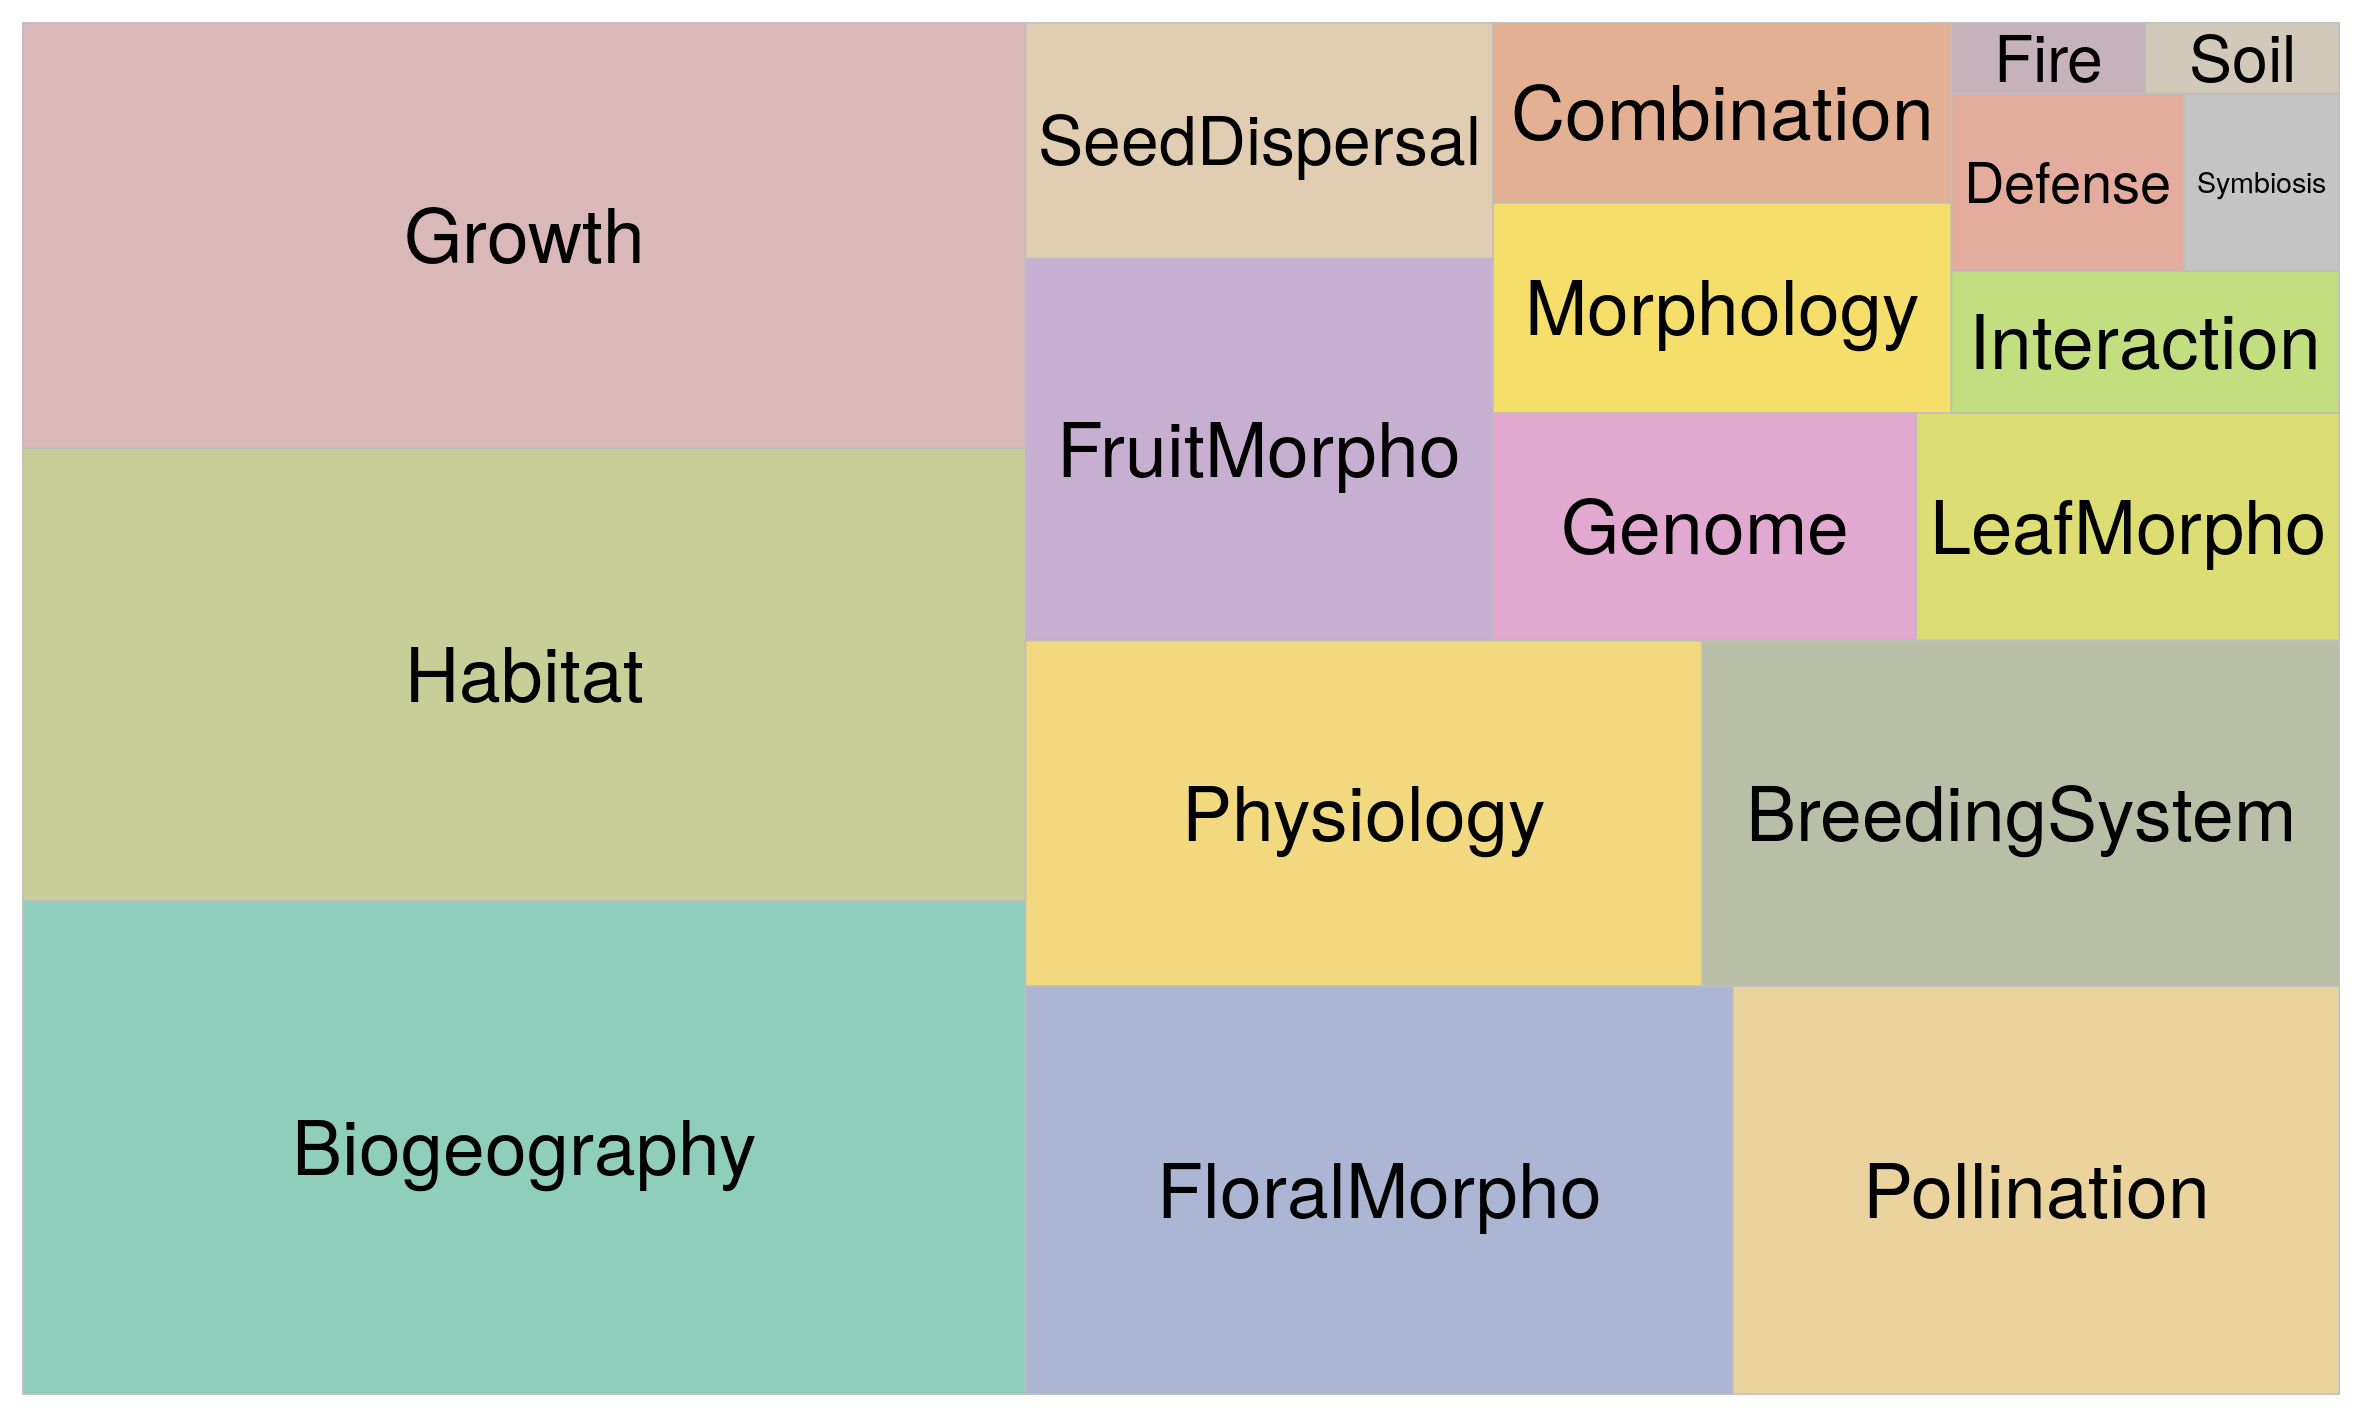 Growth
Habitat
Biogeography
SeedDispersal
FruitMorpho
Combination
Morphology
Fire
Soil
Defense
Symbiosis
Interaction
Genome
LeafMorpho
Physiology
BreedingSystem
FloralMorpho
Pollination